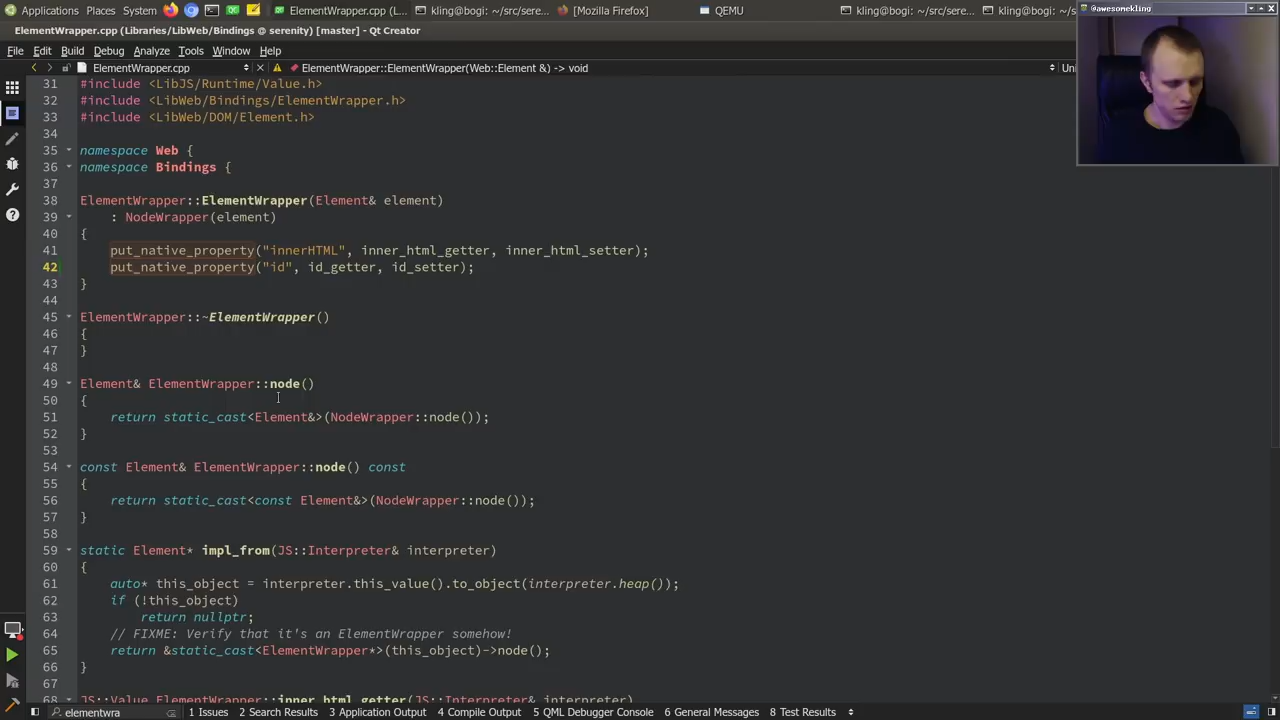 Applications Places System ElementWrapper.cpp (L... kling@bogi: ~/src/sere... [Mozilla Firefox] QEMU kling@bogi: ~/src/sere... kling@bogi: ~/src/sere...
@awesomekling
ElementWrapper.cpp (Libraries/LibWeb/Bindings @ serenity) [master] - Qt Creator
File Edit Build Debug Analyze Tools Window Help
ElementWrapper.cpp ElementWrapper::ElementWrapper(Web::Element &) -> void
31 #include <LibJS/Runtime/Value.h>
32 #include <LibWeb/Bindings/ElementWrapper.h>
33 #include <LibWeb/DOM/Element.h>
34
35 namespace Web {
36 namespace Bindings {
37
38 ElementWrapper::ElementWrapper(Element& element)
39 : NodeWrapper(element)
40 {
41 put_native_property("innerHTML", inner_html_getter, inner_html_setter);
42 put_native_property("id", id_getter, id_setter);
43 }
44
45 ElementWrapper::~ElementWrapper()
46 {
47 }
48
49 Element& ElementWrapper::node()
50 {
51 return static_cast<Element&>(NodeWrapper::node());
52 }
53
54 const Element& ElementWrapper::node() const
55 {
56 return static_cast<const Element&>(NodeWrapper::node());
57 }
58
59 static Element* impl_from(JS::Interpreter& interpreter)
60 {
61 auto* this_object = interpreter.this_value().to_object(interpreter.heap());
62 if (!this_object)
63 return nullptr;
64 // FIXME: Verify that it's an ElementWrapper somehow!
65 return &static_cast<ElementWrapper*>(this_object)->node();
66 }
67
68 JS::Value ElementWrapper::inner_html_getter(JS::Interpreter& interpreter)
elementwra 1 Issues 2 Search Results 3 Application Output 4 Compile Output 5 QML Debugger Console 6 General Messages 8 Test Results